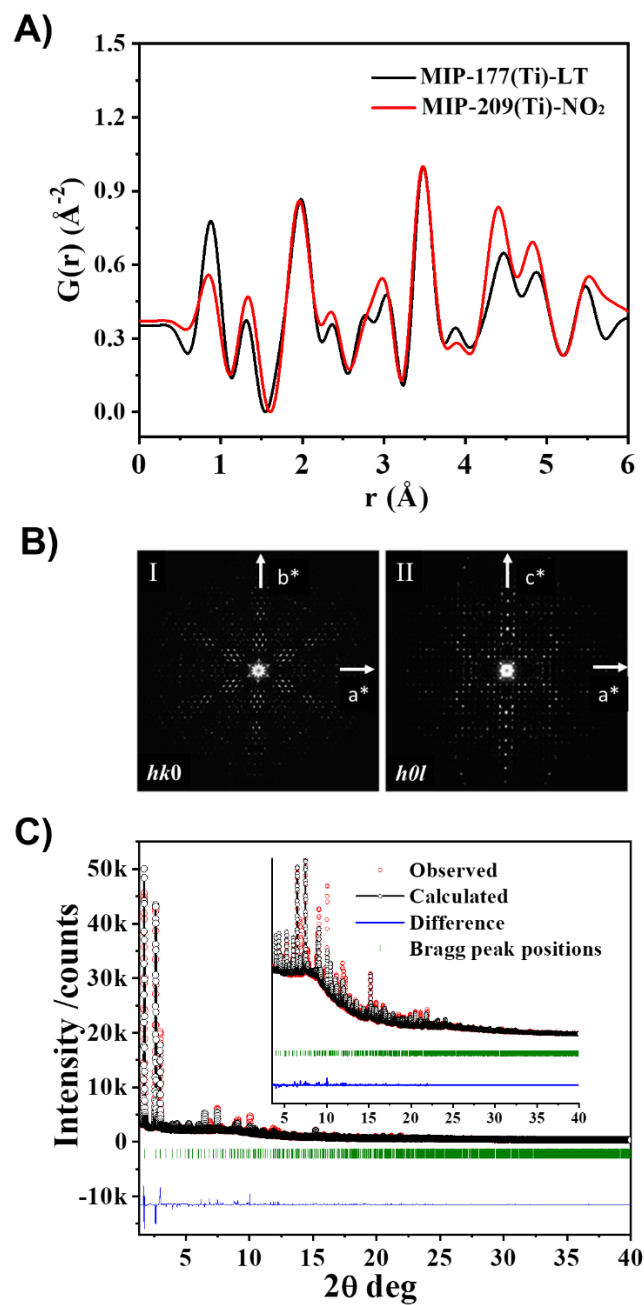 A)
1.5
1.2
0.9
0.6
0.3
0.0
G(r) (Å⁻²)
MIP-177(Ti)-LT
MIP-209(Ti)-NO₂
0 1 2 3 4 5 6
r (Å)
B)
I
b*
a*
hk0
II
c*
a*
h0l
C)
50k
40k
30k
20k
10k
0
-10k
Intensity /counts
Observed
Calculated
Difference
Bragg peak positions
5 10 15 20 25 30 35 40
5 10 15 20 25 30 35 40
2θ deg